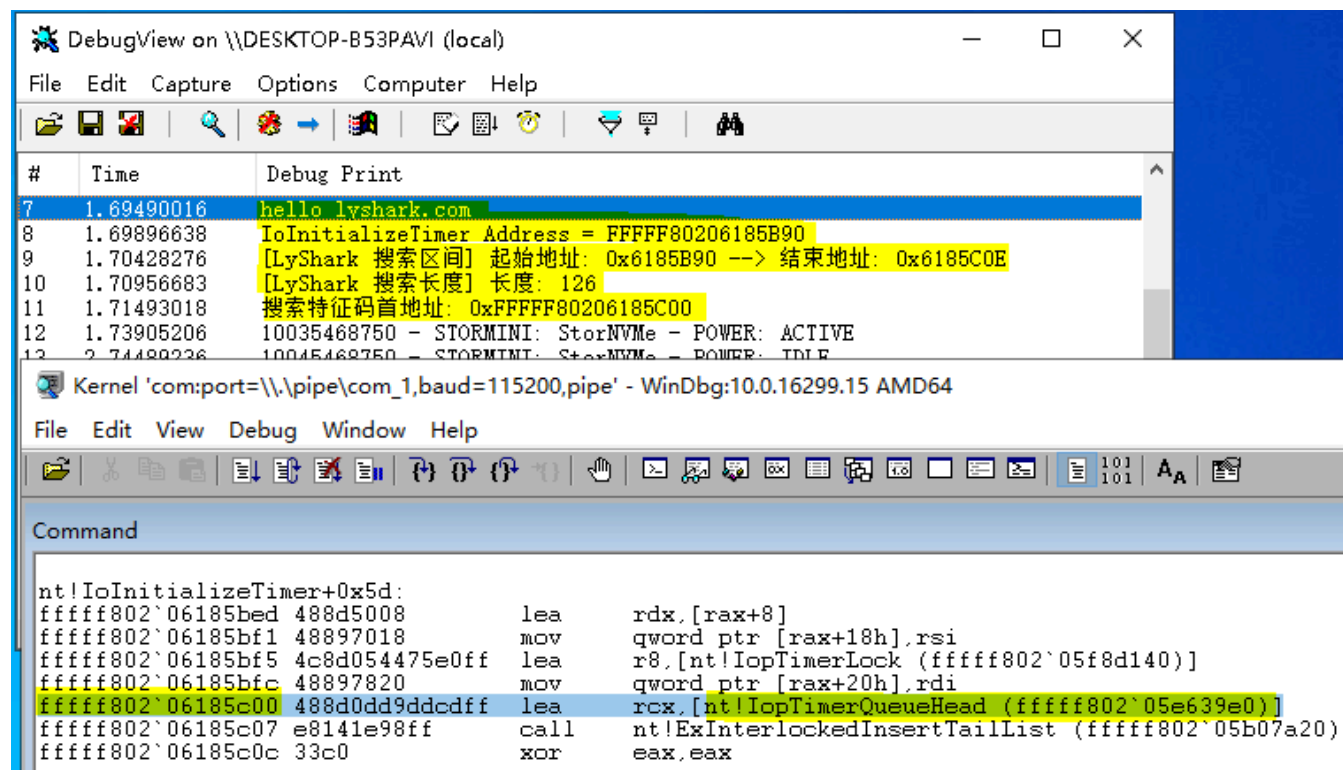 DebugView on \\DESKTOP-B53PAVI (local)
File Edit Capture Options Computer Help
# Time Debug Print
7 1.69490016 hello lyshark.com
8 1.69896638 IoInitializeTimer Address = FFFFF80206185B90
9 1.70428276 [LyShark 搜索区间] 起始地址: 0x6185B90 --> 结束地址: 0x6185C0E
10 1.70956683 [LyShark 搜索长度] 长度: 126
11 1.71493018 搜索特征码首地址: 0xFFFFF80206185C00
12 1.73905206 10035468750 - STORMINI: StorNVMe - POWER: ACTIVE
13 2.74489236 10045468750 - STORMINI: StorNVMe - POWER: IDLE
Kernel 'com:port=\\.\pipe\com_1,baud=115200,pipe' - WinDbg:10.0.16299.15 AMD64
File Edit View Debug Window Help
Command
nt!IoInitializeTimer+0x5d:
fffff802`06185bed 488d5008 lea rdx,[rax+8]
fffff802`06185bf1 48897018 mov qword ptr [rax+18h],rsi
fffff802`06185bf5 4c8d054475e0ff lea r8,[nt!IopTimerLock (fffff802`05f8d140)]
fffff802`06185bfc 48897820 mov qword ptr [rax+20h],rdi
fffff802`06185c00 488d0dd9ddcdff lea rcx,[nt!IopTimerQueueHead (fffff802`05e639e0)]
fffff802`06185c07 e8141e98ff call nt!ExInterlockedInsertTailList (fffff802`05b07a20)
fffff802`06185c0c 33c0 xor eax,eax